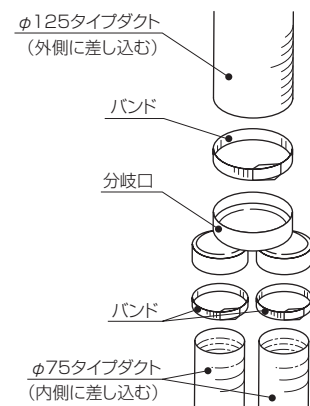 φ125タイプダクト
(外側に差し込む)
バンド
分岐口
バンド
φ75タイプダクト
(内側に差し込む)